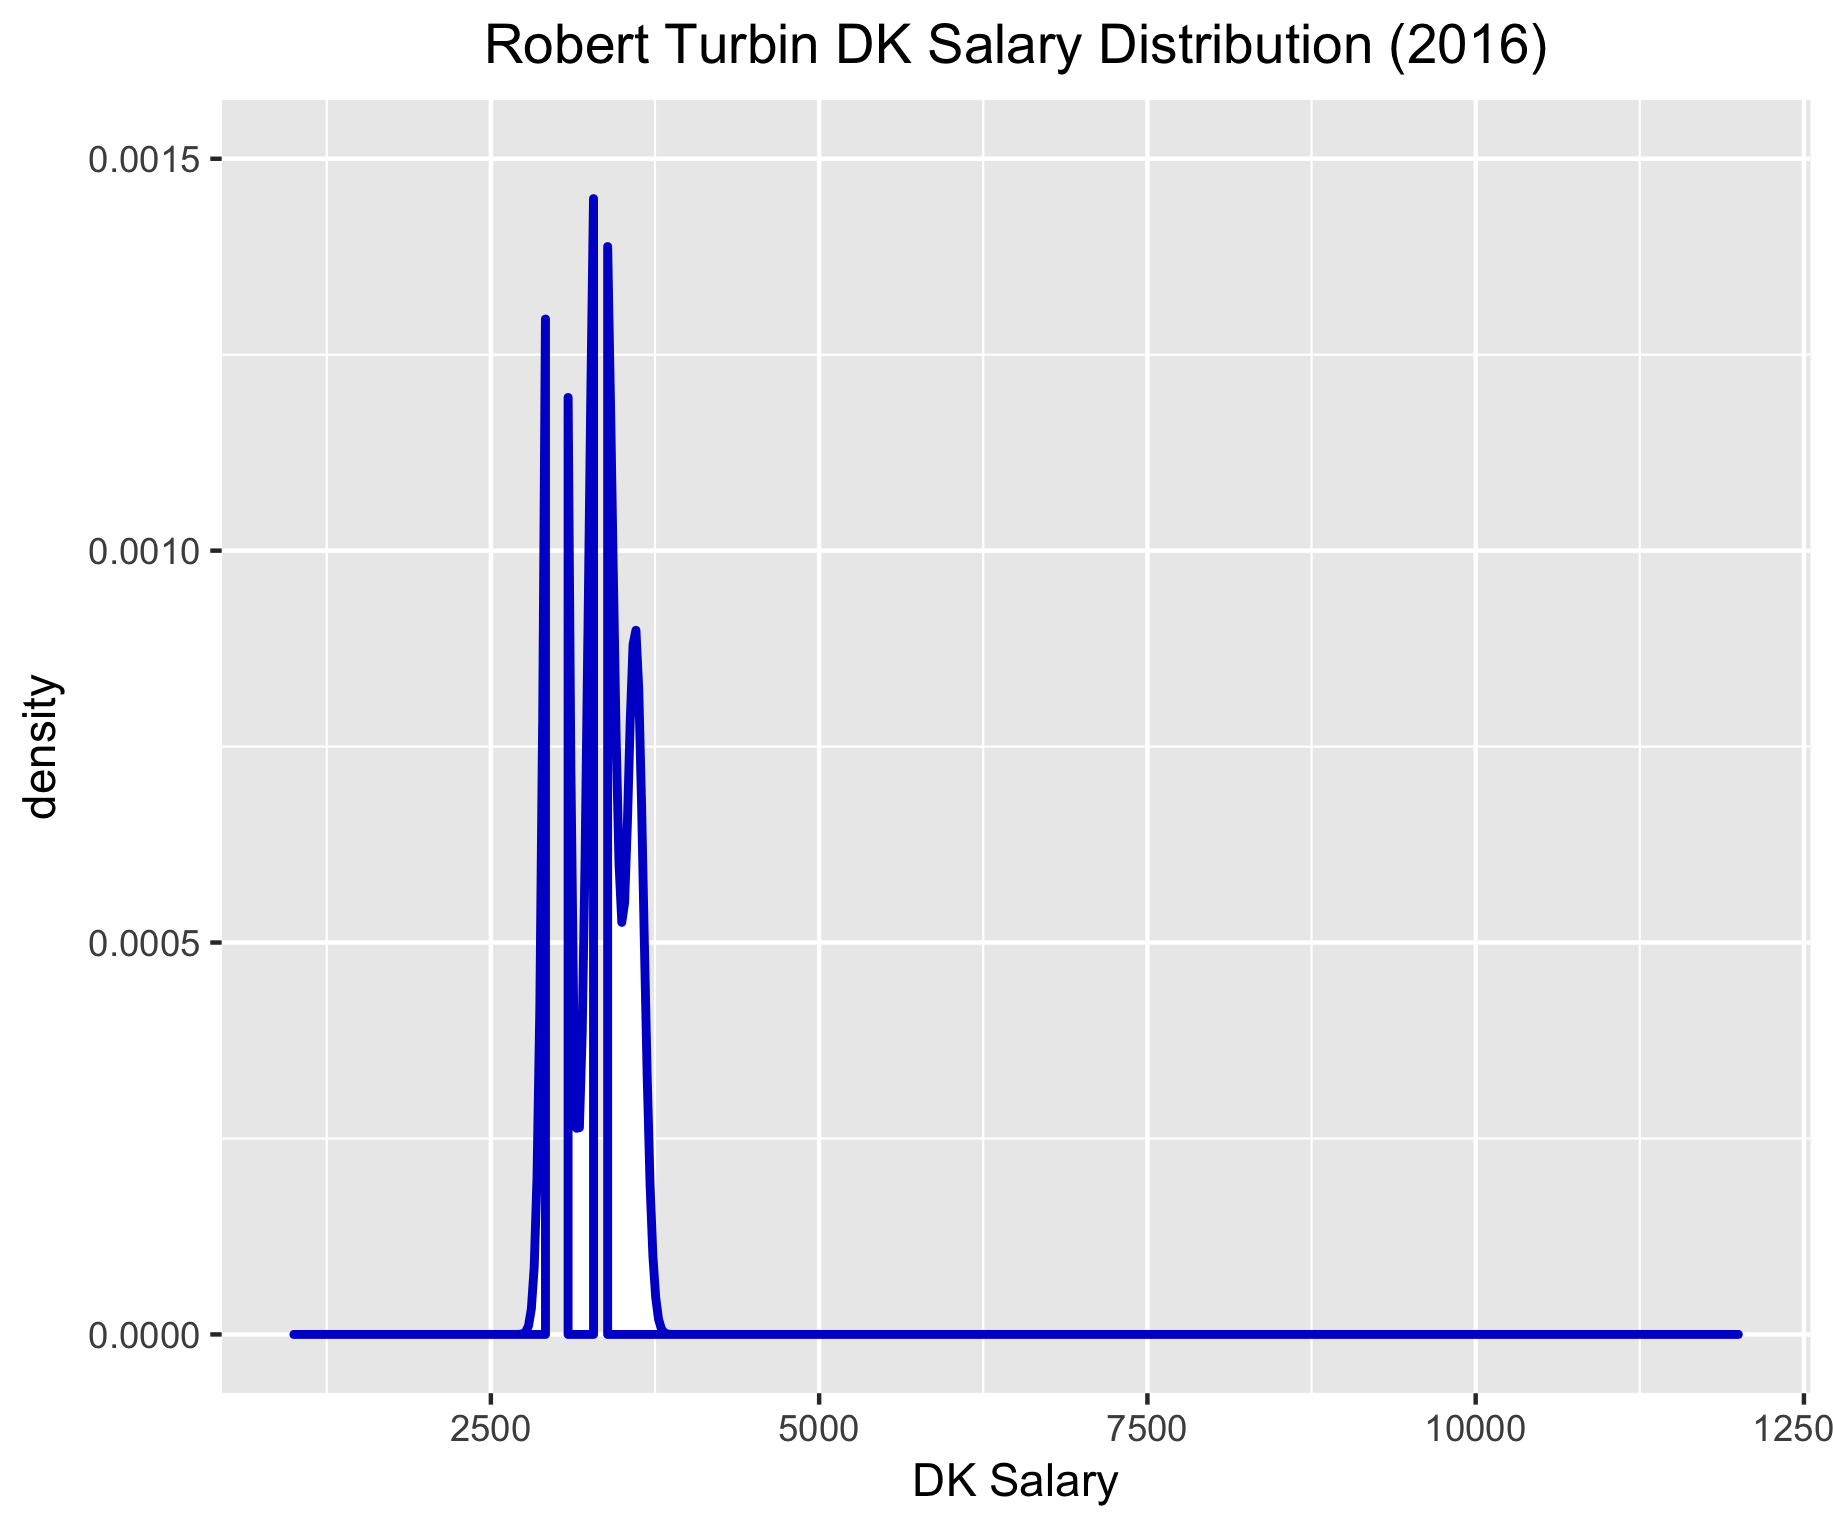 Robert Turbin DK Salary Distribution (2016)
0.0015
0.0010
0.0005
0.0000
density
2500 5000 7500 10000 1250
DK Salary